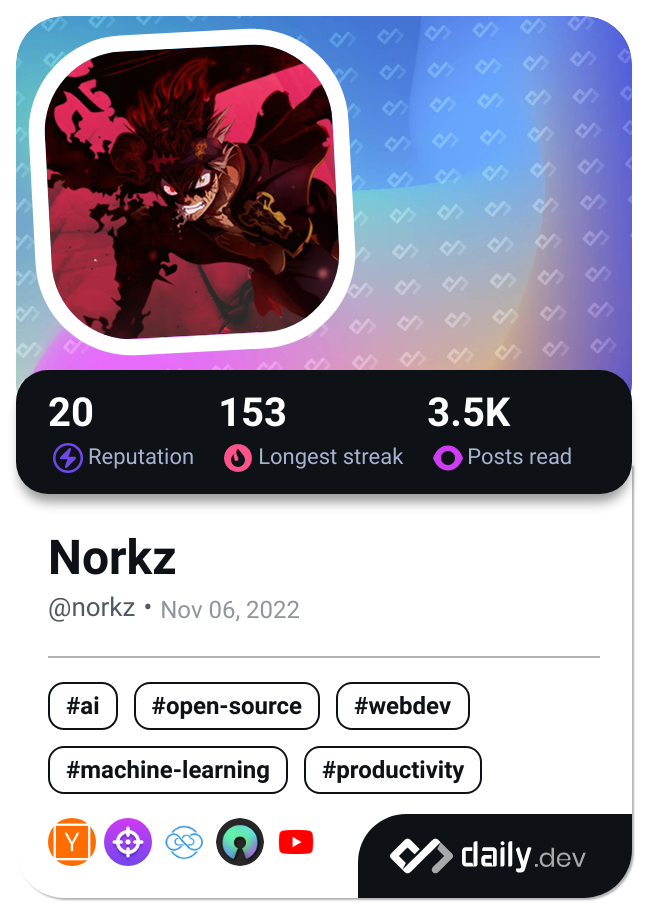 20 153 3.5K
Reputation Longest streak Posts read
Norkz
@norkz • Nov 06, 2022
#ai #open-source #webdev
#machine-learning #productivity
Y
daily.dev